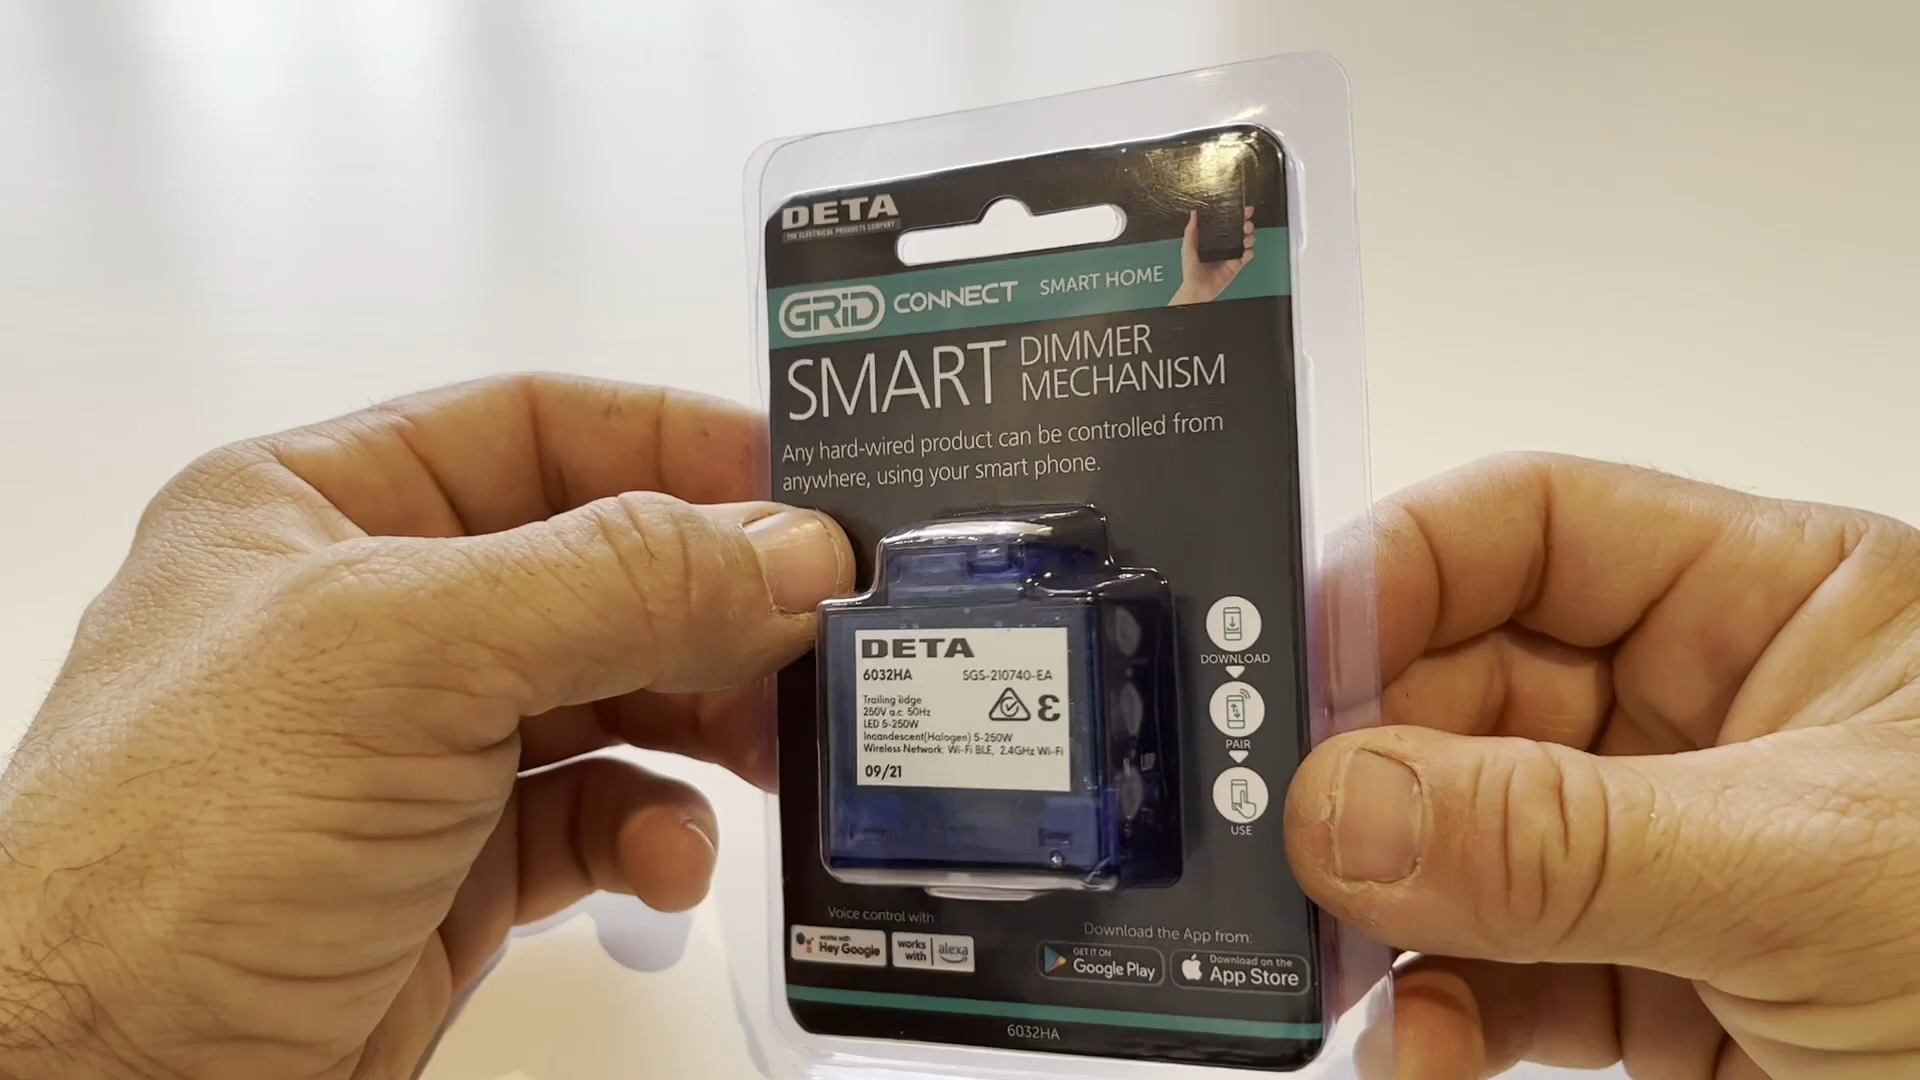 DETA
THE ELECTRICAL PRODUCTS COMPANY
GRiD CONNECT SMART HOME
SMART DIMMER MECHANISM
Any hard-wired product can be controlled from
anywhere, using your smart phone.
DETA
6032HA SGS-210740-EA
Trailing edge
250V a.c. 50Hz
LED 5-250W
Incandescent(Halogen) 5-250W
Wireless Network: Wi-Fi BLE, 2.4GHz Wi-Fi
09/21
DOWNLOAD
PAIR
USE
Voice control with:
works with
Hey Google
works with alexa
Download the App from:
GET IT ON
Google Play
Download on the
App Store
6032HA